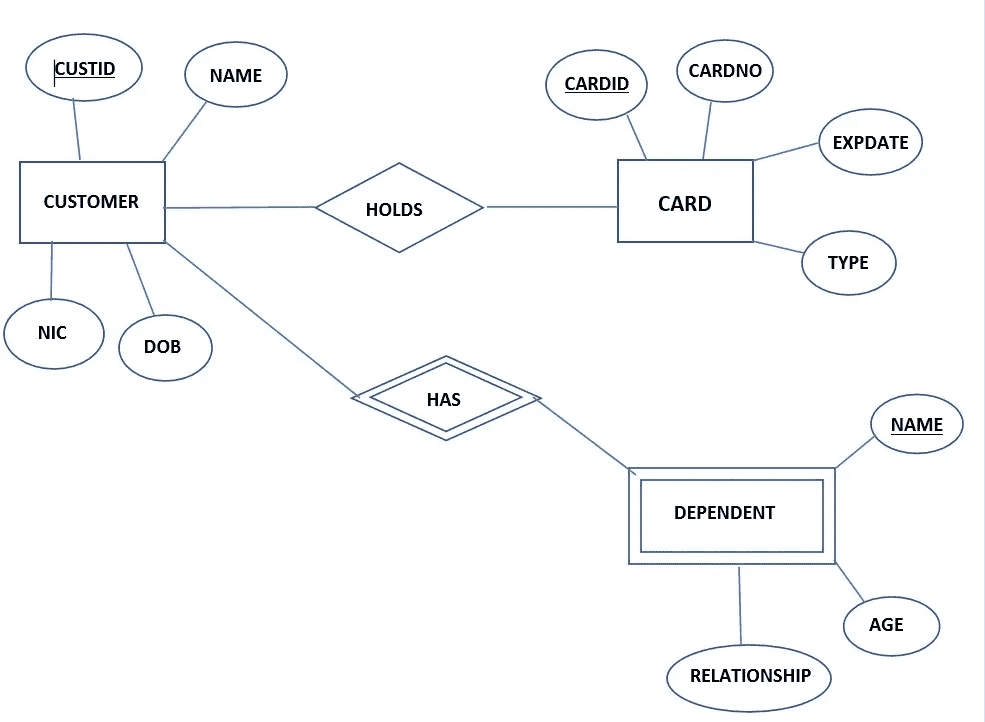 CUSTID
NAME
CARDID
CARDNO
EXPDATE
CUSTOMER
HOLDS
CARD
TYPE
NIC
DOB
HAS
NAME
DEPENDENT
AGE
RELATIONSHIP